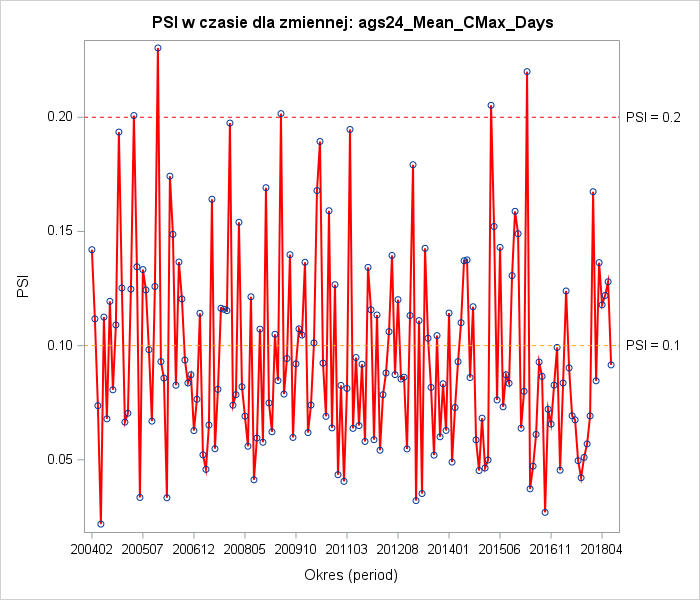 PSI w czasie dla zmiennej: ags24_Mean_CMax_Days
0.20
PSI = 0.2
0.15
PSI
0.10
PSI = 0.1
0.05
200402 200507 200612 200805 200910 201103 201208 201401 201506 201611 201804
Okres (period)